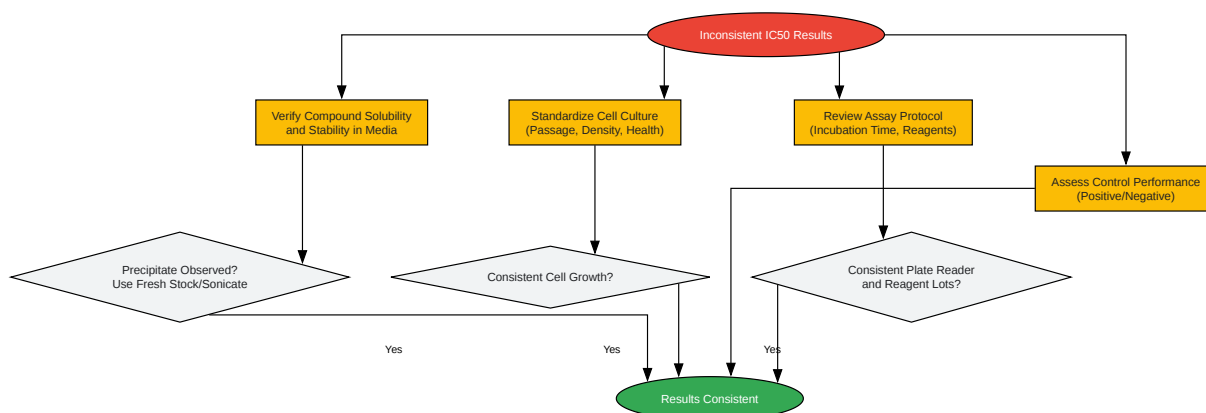 Inconsistent IC50 Results
Verify Compound Solubility
and Stability in Media
Standardize Cell Culture
(Passage, Density, Health)
Review Assay Protocol
(Incubation Time, Reagents)
Assess Control Performance
(Positive/Negative)
Precipitate Observed?
Use Fresh Stock/Sonicate
Consistent Cell Growth?
Consistent Plate Reader
and Reagent Lots?
Yes
Yes
Yes
Results Consistent